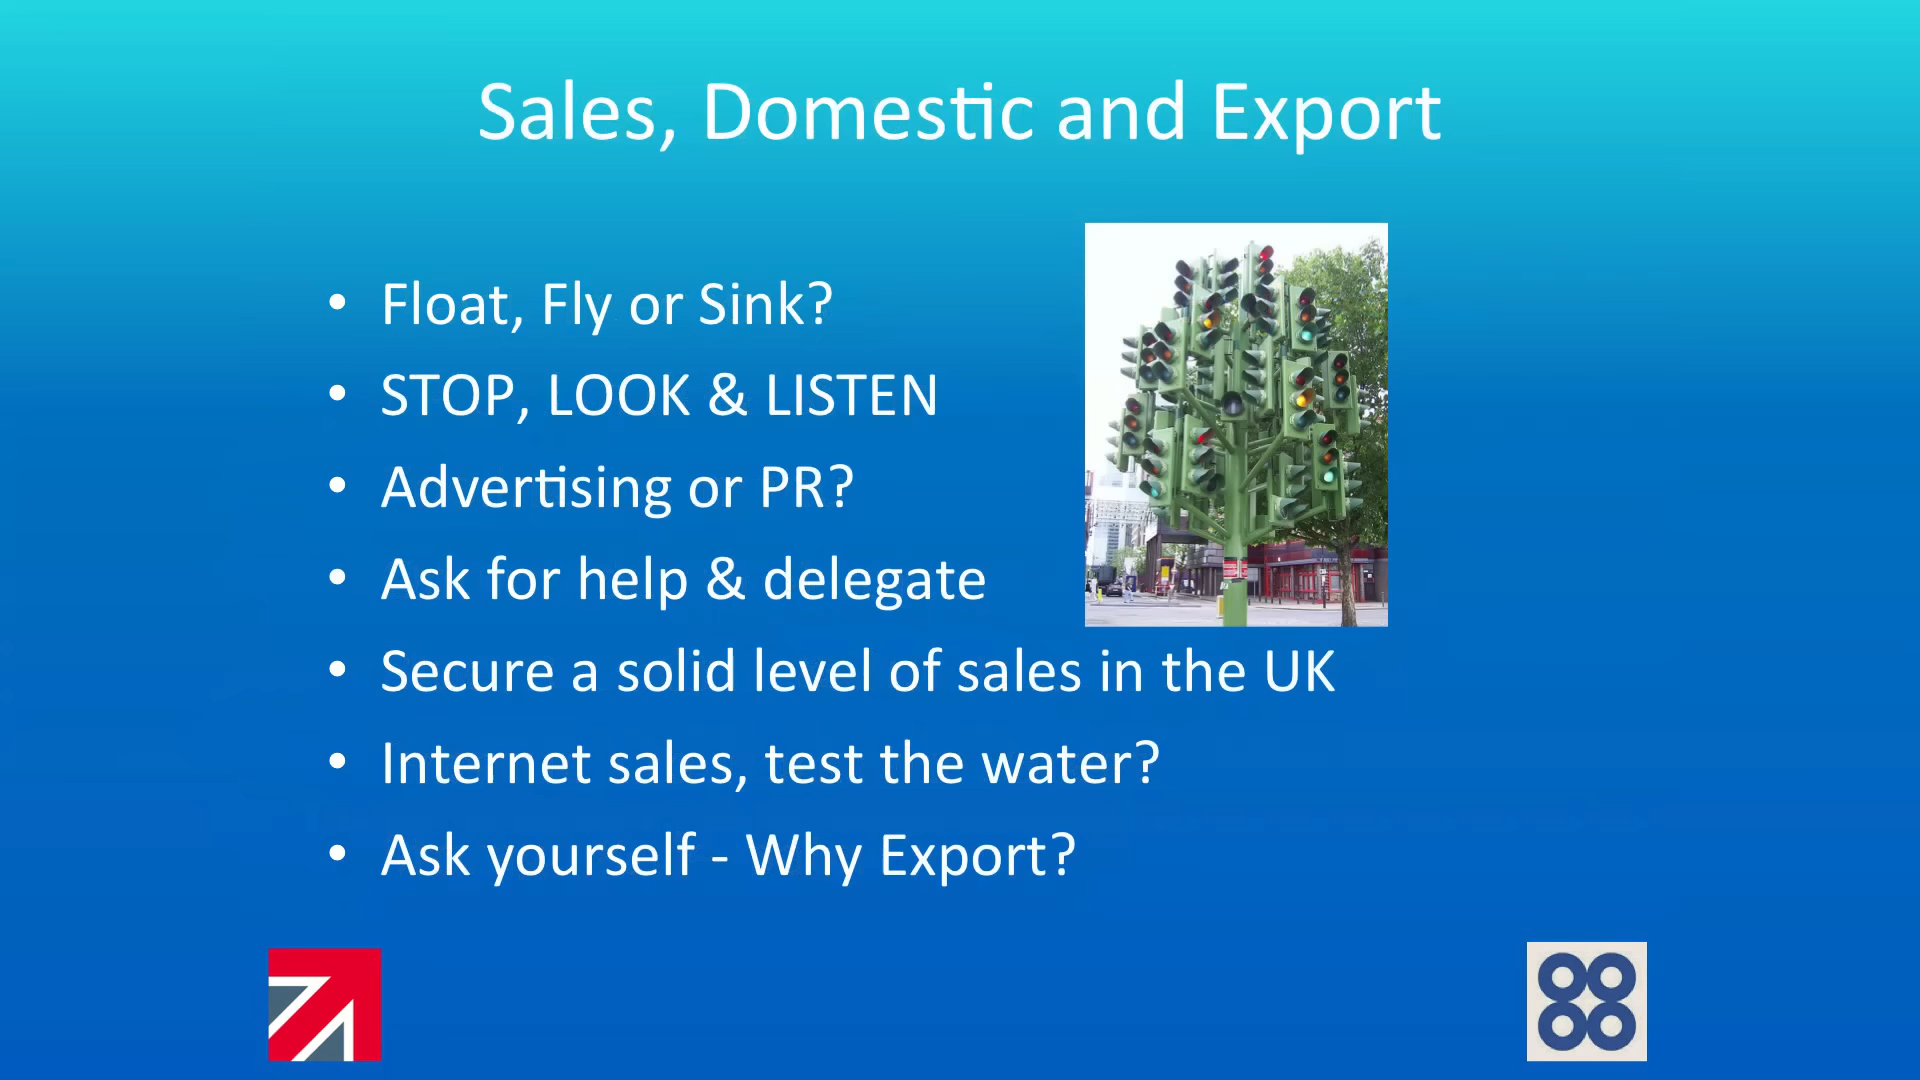 Sales, Domestic and Export
• Float, Fly or Sink?
• STOP, LOOK & LISTEN
• Advertising or PR?
• Ask for help & delegate
• Secure a solid level of sales in the UK
• Internet sales, test the water?
• Ask yourself - Why Export?